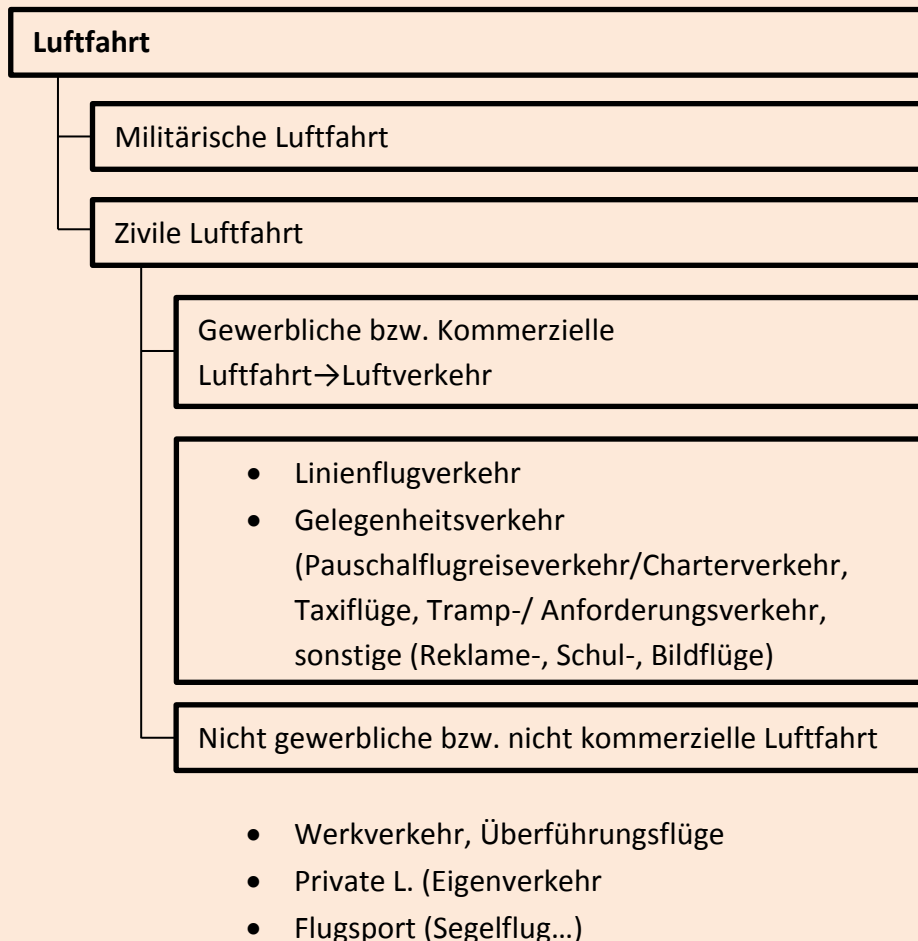 Luftfahrt
Militärische Luftfahrt
Zivile Luftfahrt
Gewerbliche bzw. Kommerzielle
Luftfahrt→Luftverkehr
• Linienflugverkehr
• Gelegenheitsverkehr
(Pauschalflugreiseverkehr/Charterverkehr,
Taxiflüge, Tramp-/ Anforderungsverkehr,
sonstige (Reklame-, Schul-, Bildflüge)
Nicht gewerbliche bzw. nicht kommerzielle Luftfahrt
• Werkverkehr, Überführungsflüge
• Private L. (Eigenverkehr
• Flugsport (Segelflug…)